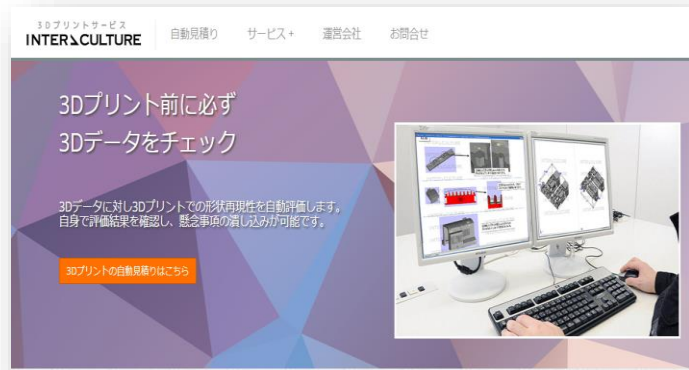 3Dプリントサービス
INTER CULTURE
自動見積り
サービス+
運営会社
お問合せ
3Dプリント前に必ず
3Dデータをチェック
3Dデータに対し3Dプリントでの形状再現性を自動評価します。
自身で評価結果を確認し、懸念事項の潰し込みが可能です。
3Dプリントの自動見積りはこちら